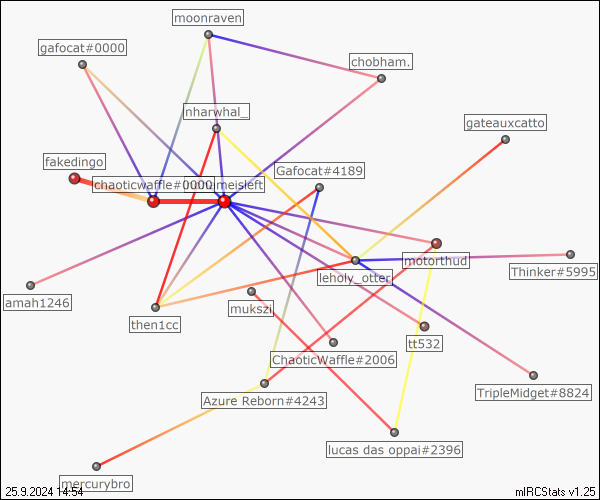 moonraven
gafocat#0000
chobham.
nharwhal_
gateauxcatto
fakedingo
Gafocat#4189
chaoticwaffle#0000
meisleft
motorthud
leholy_otter
Thinker#5995
amah1246
mukszi
then1cc
tt532
ChaoticWaffle#2006
TripleMidget#8824
Azure Reborn#4243
lucas das oppai#2396
mercurybro
25.9.2024 14:54
mIRCStats v1.25